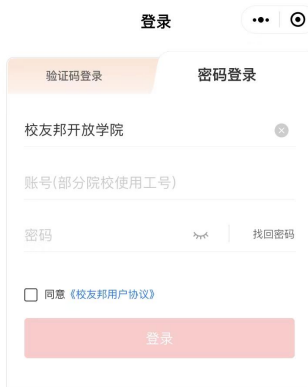 登录
验证码登录
密码登录
校友邦开放学院
账号(部分院校使用工号)
密码
找回密码
同意《校友邦用户协议》
登录